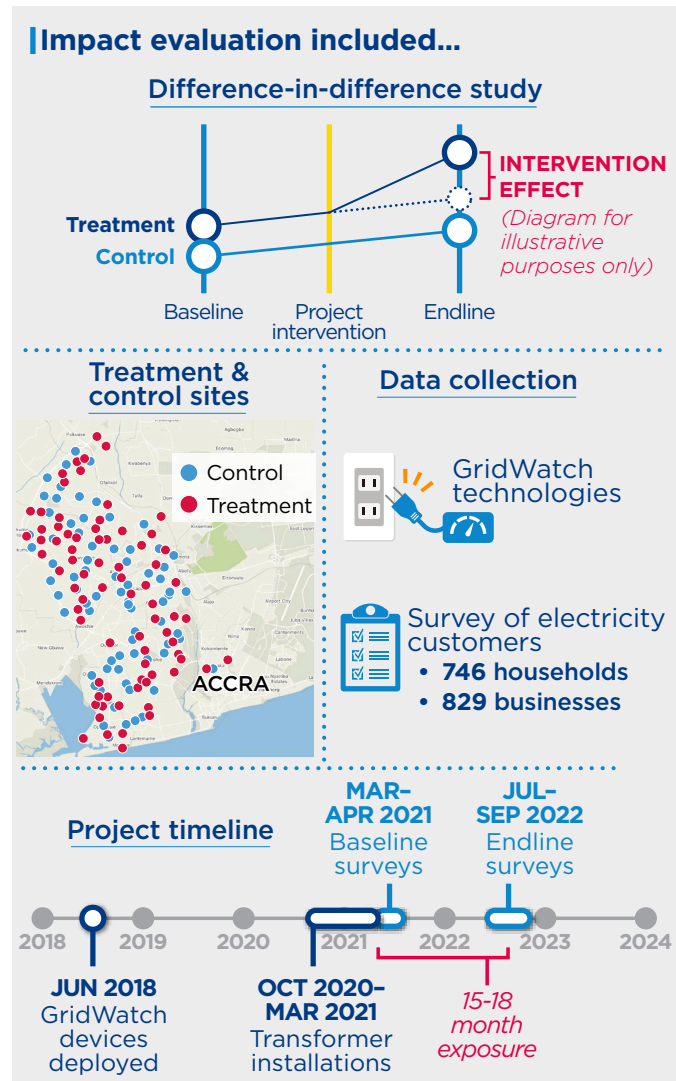 Impact evaluation included...
Difference-in-difference study
INTERVENTION
EFFECT
(Diagram for
illustrative
purposes only)
Treatment
Control
Baseline
Project
intervention
Endline
Treatment &
control sites
Control
Treatment
ACCRA
Data collection
GridWatch
technologies
Survey of electricity
customers
• 746 households
• 829 businesses
Project timeline
MAR–
APR 2021
Baseline
surveys
JUL–
SEP 2022
Endline
surveys
2018
2019
2020
2021
2022
2023
2024
JUN 2018
GridWatch
devices
deployed
OCT 2020–
MAR 2021
Transformer
installations
15-18
month
exposure